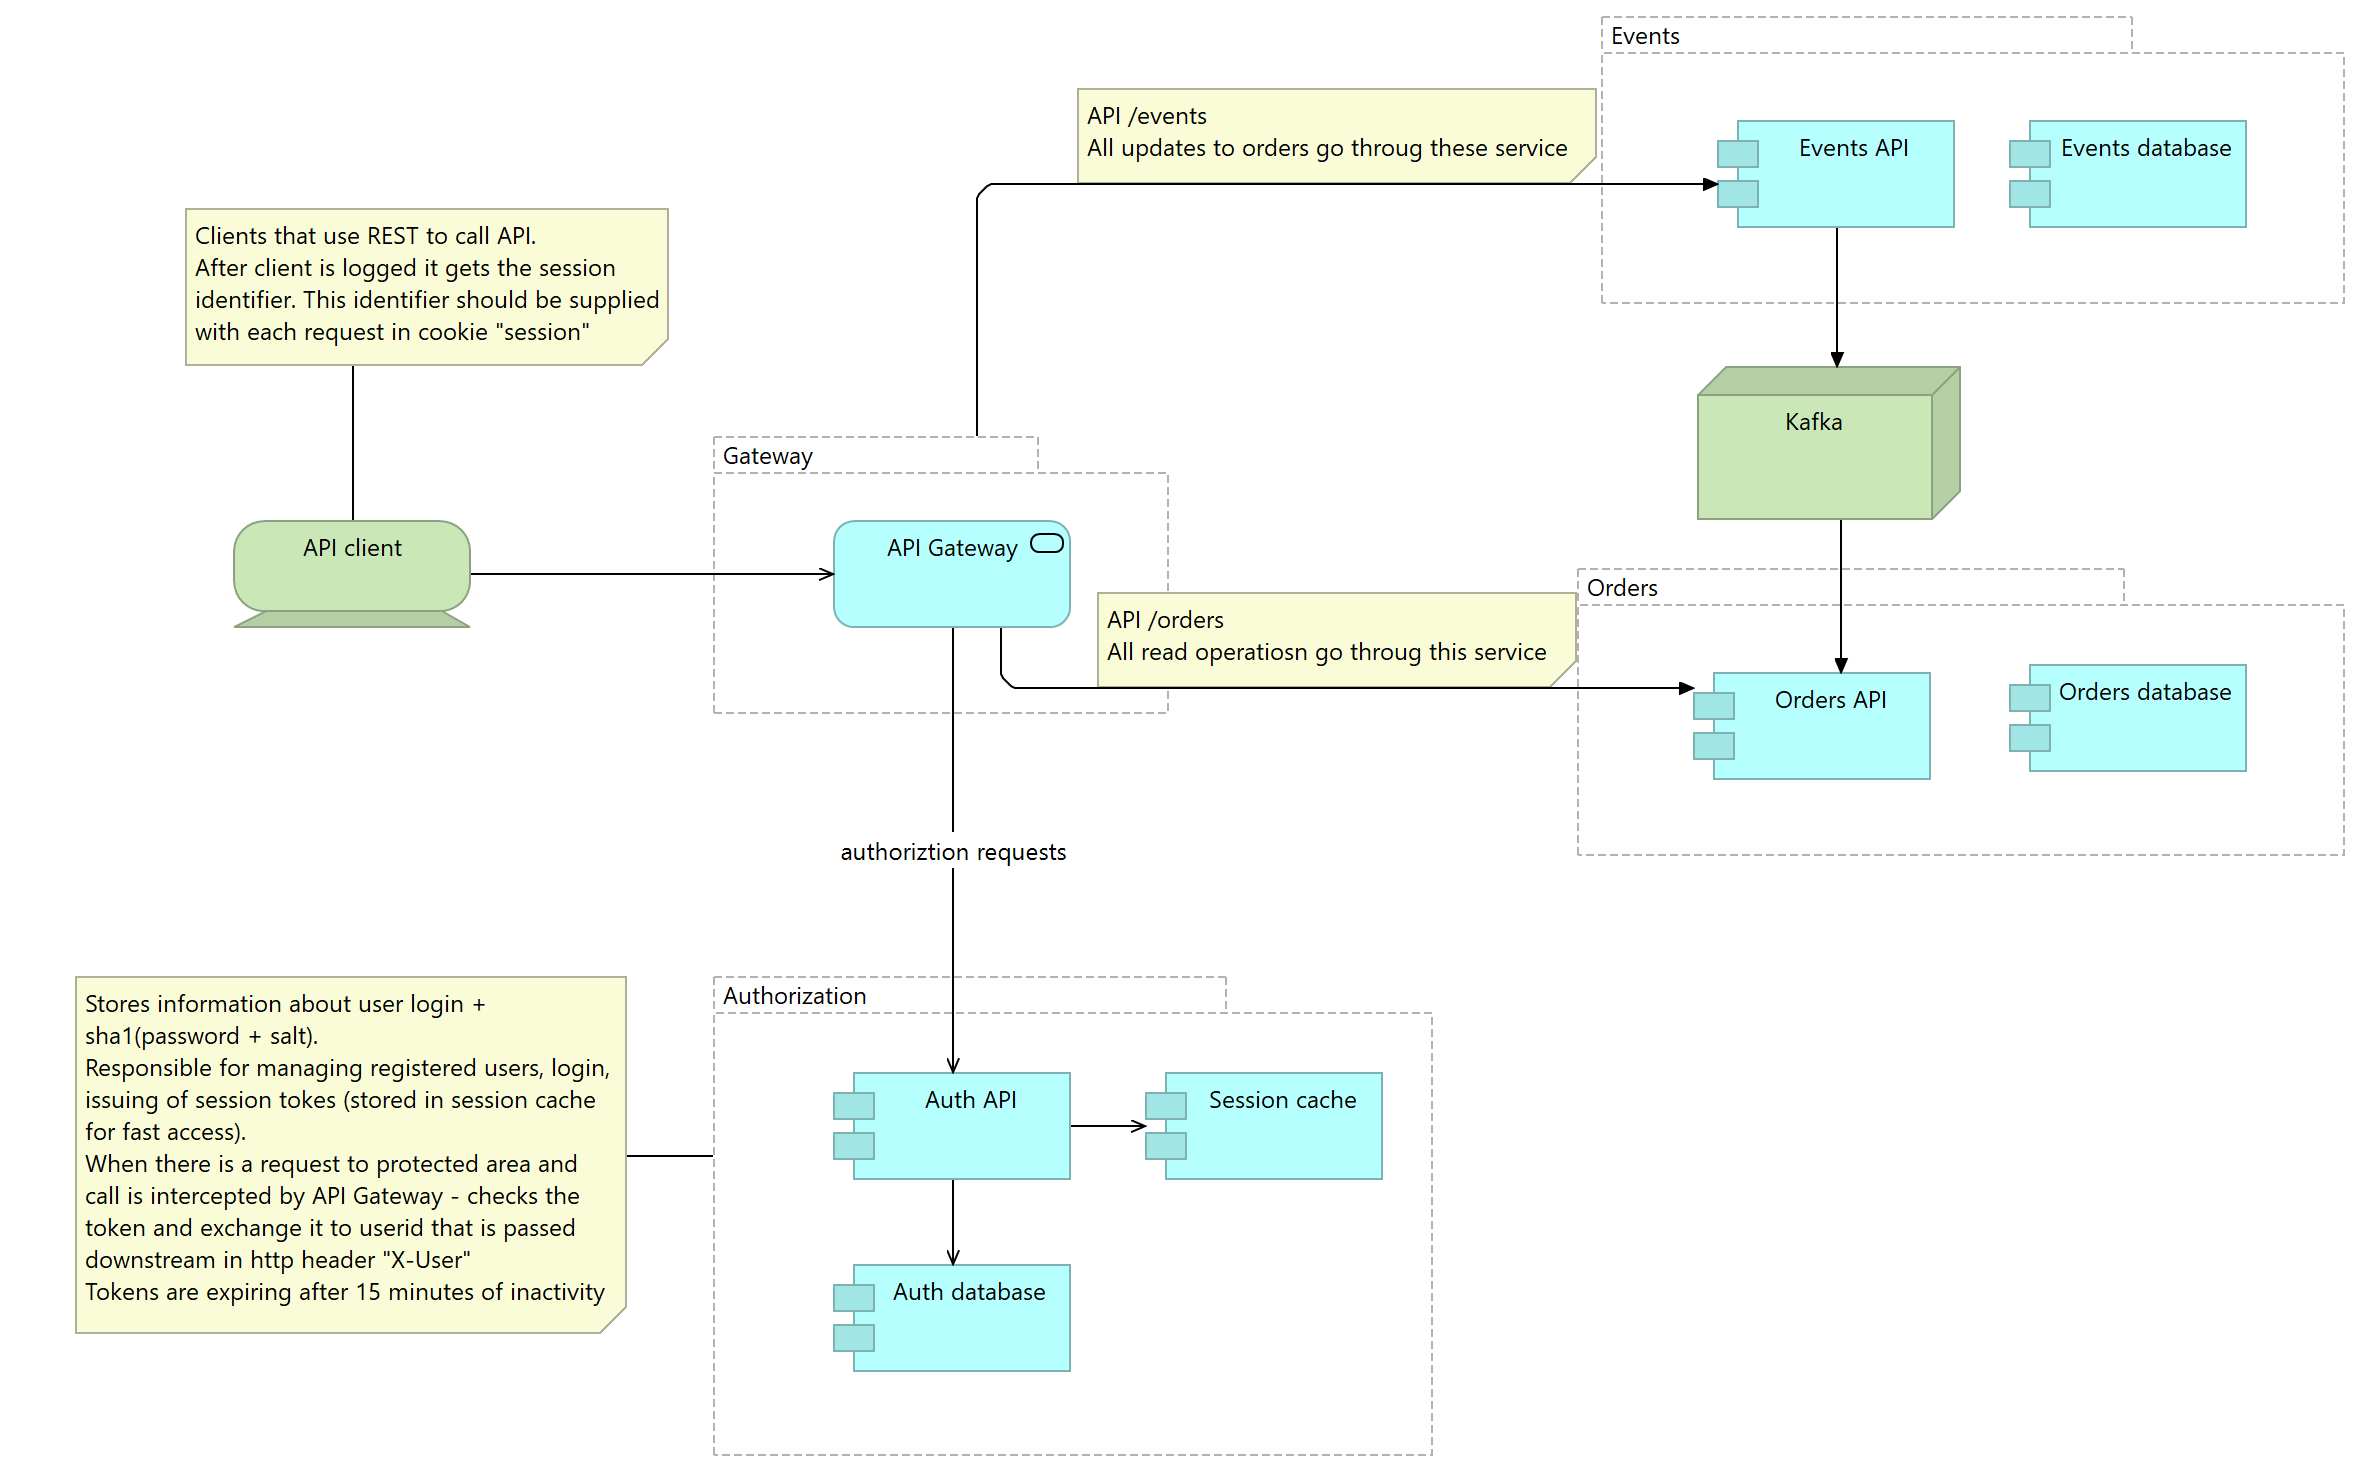 Events
API /events
All updates to orders go throug these service
Events API
Events database
Clients that use REST to call API.
After client is logged it gets the session
identifier. This identifier should be supplied
with each request in cookie "session"
Kafka
Gateway
API client
API Gateway
Orders
API /orders
All read operatiosn go throug this service
Orders API
Orders database
authoriztion requests
Authorization
Stores information about user login +
sha1(password + salt).
Responsible for managing registered users, login,
issuing of session tokes (stored in session cache
for fast access).
When there is a request to protected area and
call is intercepted by API Gateway - checks the
token and exchange it to userid that is passed
downstream in http header "X-User"
Tokens are expiring after 15 minutes of inactivity
Auth API
Session cache
Auth database